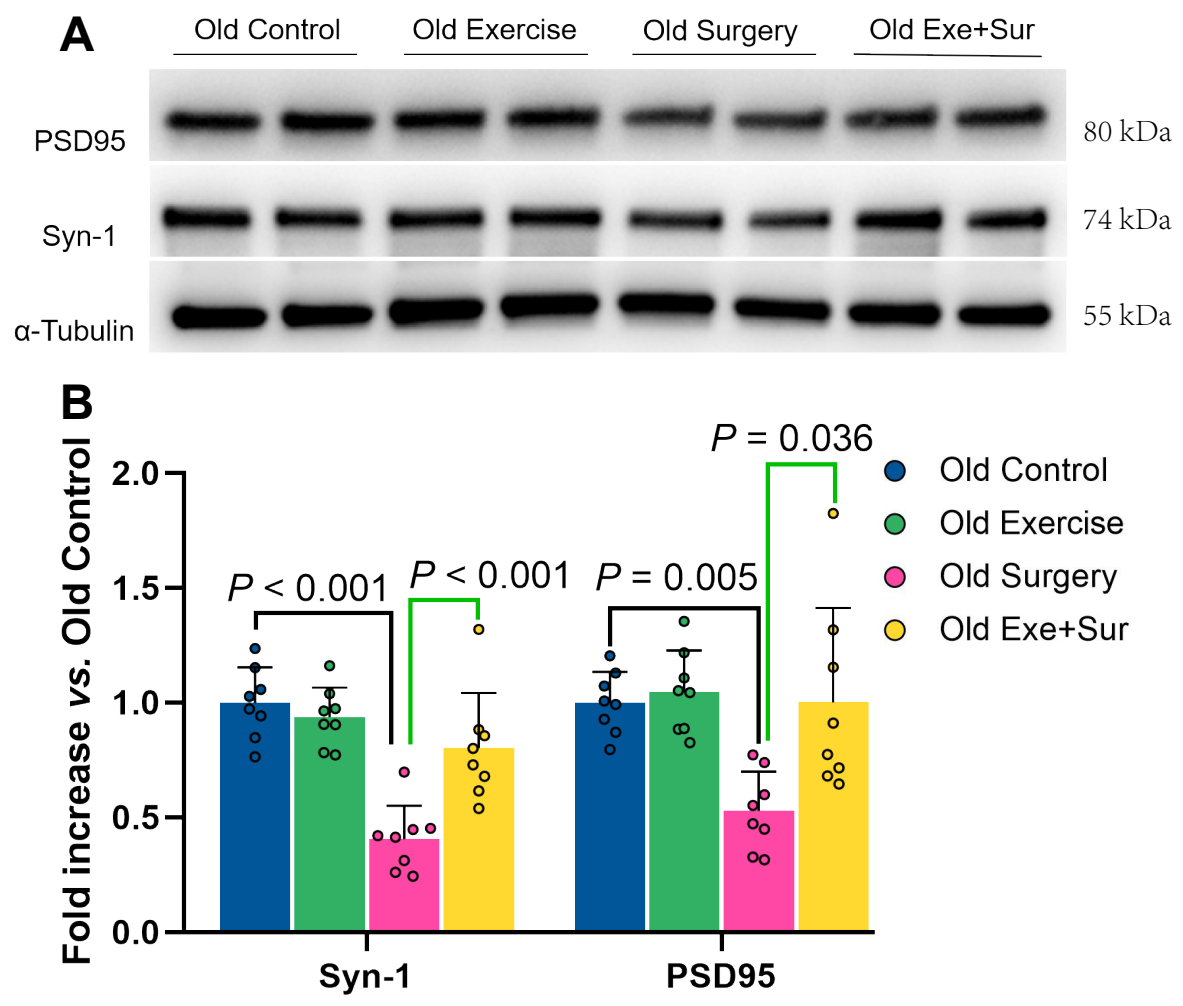 A
Old Control Old Exercise Old Surgery Old Exe+Sur
PSD95 80 kDa
Syn-1 74 kDa
α-Tubulin 55 kDa
B
Fold increase vs. Old Control
2.0
1.5
1.0
0.5
0.0
P < 0.001
P < 0.001
P = 0.005
P = 0.036
Syn-1 PSD95
Old Control
Old Exercise
Old Surgery
Old Exe+Sur